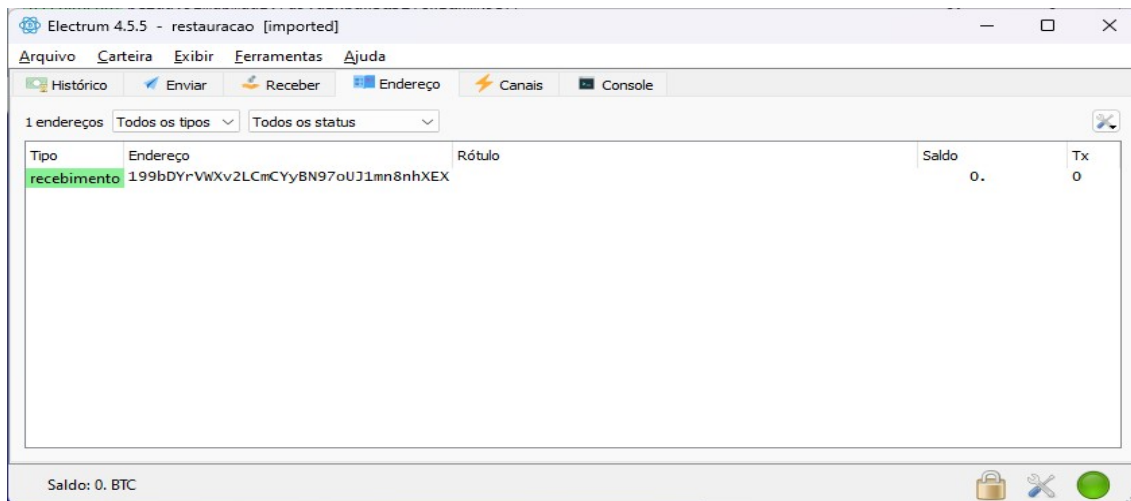 Electrum 4.5.5 - restauracao [imported]
Arquivo Carteira Exibir Ferramentas Ajuda
Histórico Enviar Receber Endereço Canais Console
1 endereços Todos os tipos Todos os status
Tipo Endereço Rótulo Saldo Tx
recebimento 199bDYrVWXv2LCmCYyBN97oUJ1mn8nhXEX 0. 0
Saldo: 0. BTC